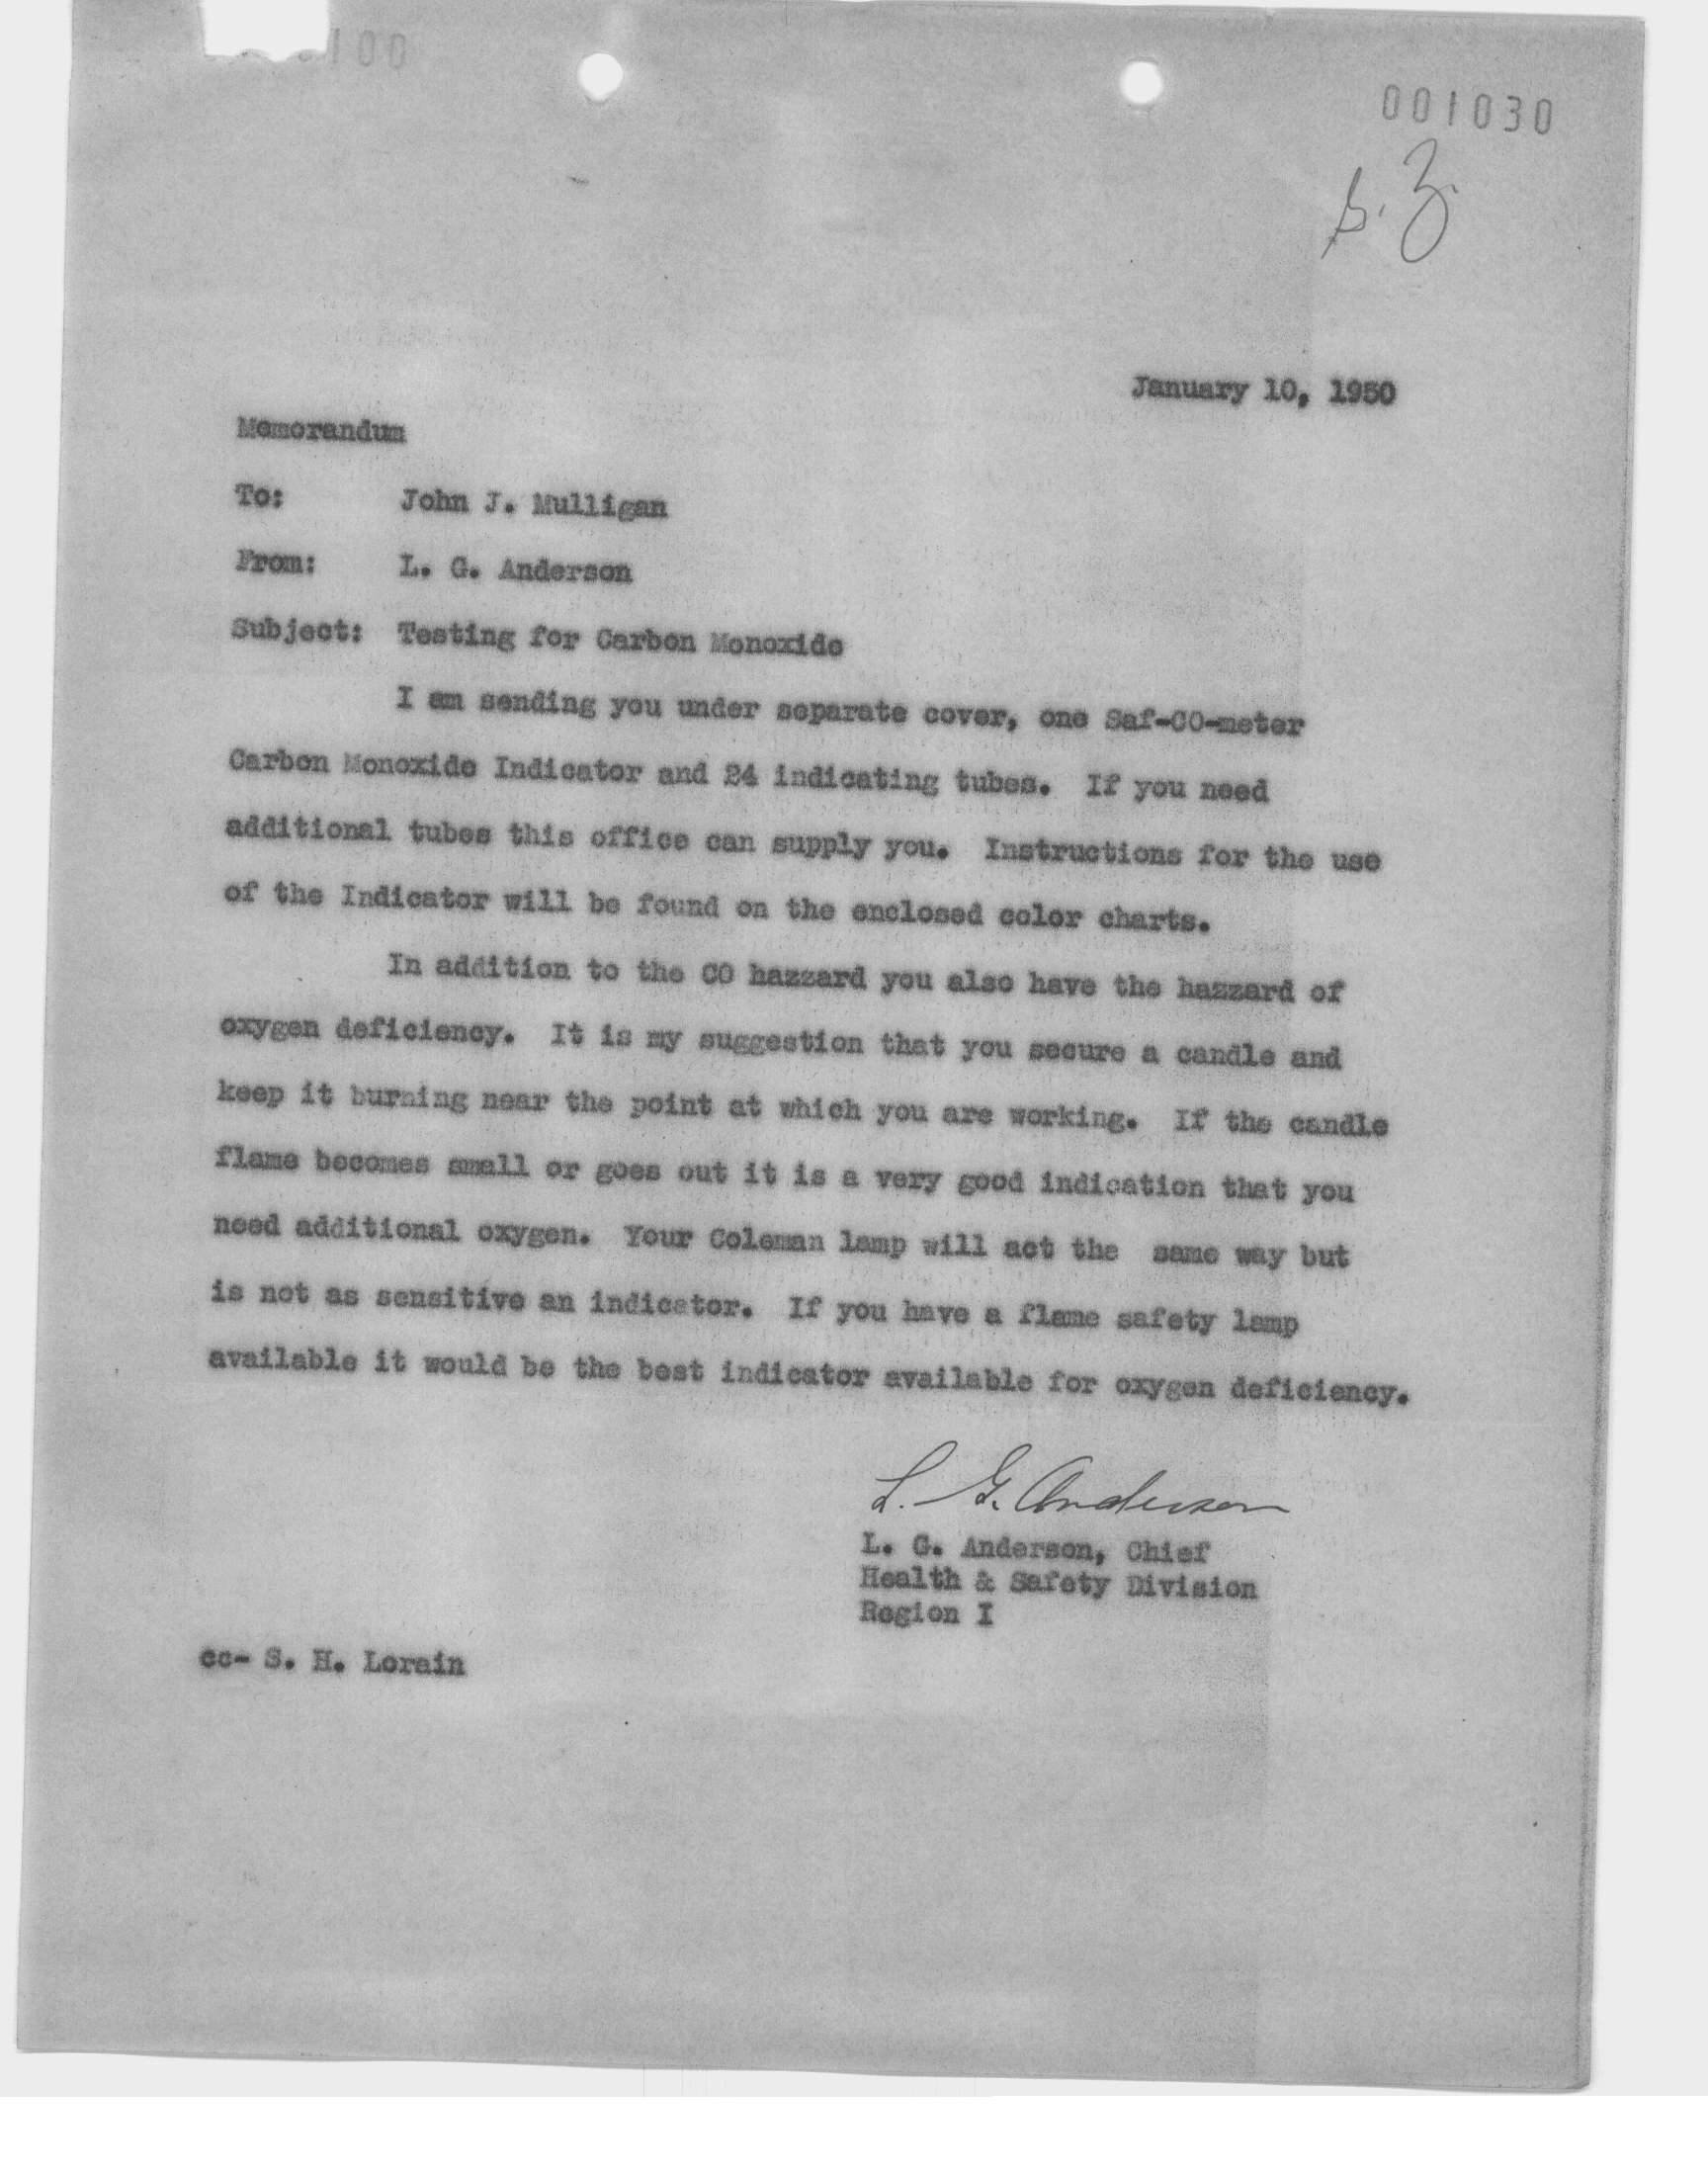 100
001030
January 10, 1950
Memorandum
To: John J. Mulligan
From: L. G. Anderson
Subject: Testing for Carbon Monoxide
I am sending you under separate cover, one Saf-CO-meter
Carbon Monoxide Indicator and 24 indicating tubes. If you need
additional tubes this office can supply you. Instructions for the use
of the Indicator will be found on the enclosed color charts.
In addition to the CO hazzard you also have the hazzard of
oxygen deficiency. It is my suggestion that you secure a candle and
keep it burning near the point at which you are working. If the candle
flame becomes small or goes out it is a very good indication that you
need additional oxygen. Your Coleman lamp will act the same way but
is not as sensitive an indicator. If you have a flame safety lamp
available it would be the best indicator available for oxygen deficiency.
L. G. Anderson
L. G. Anderson, Chief
Health & Safety Division
Region I
cc- S. H. Lorain